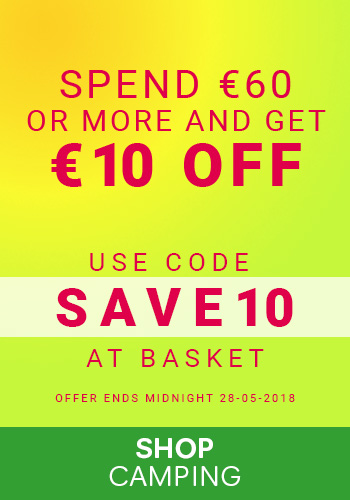 SPEND €60
OR MORE AND GET
€10 OFF
USE CODE
SAVE10
AT BASKET
OFFER ENDS MIDNIGHT 28-05-2018
SHOP
CAMPING